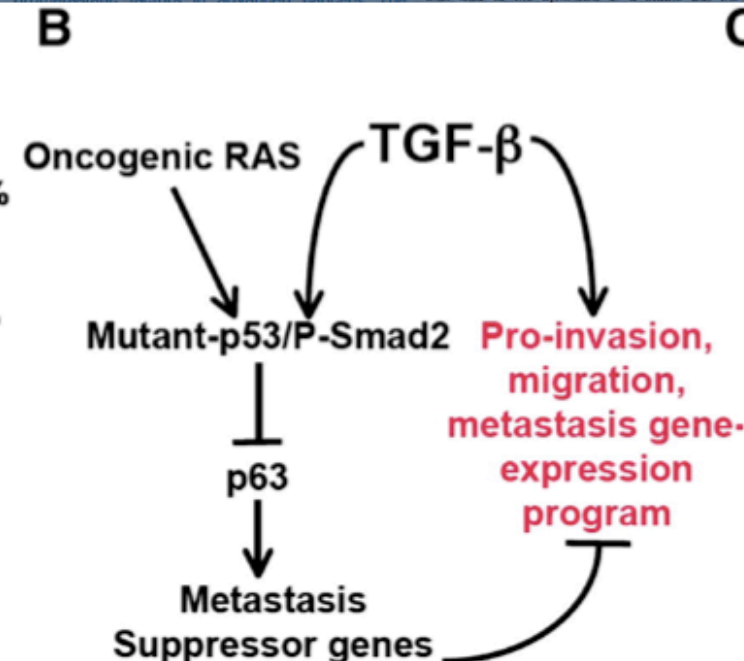 B
C
%
Oncogenic RAS
TGF-β
Mutant-p53/P-Smad2
Pro-invasion,
migration,
metastasis gene-
expression
program
p63
Metastasis
Suppressor genes